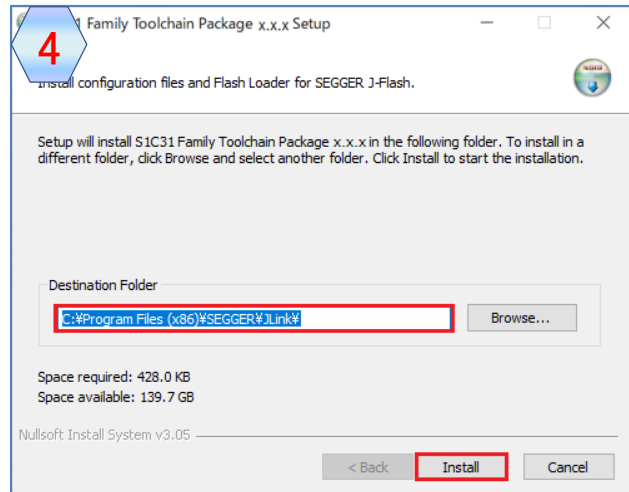 4
1 Family Toolchain Package x.x.x Setup
Install configuration files and Flash Loader for SEGGER J-Flash.
Setup will install S1C31 Family Toolchain Package x.x.x in the following folder. To install in a
different folder, click Browse and select another folder. Click Install to start the installation.
Destination Folder
C:¥Program Files (x86)¥SEGGER¥JLink¥
Browse...
Space required: 428.0 KB
Space available: 139.7 GB
Nullsoft Install System v3.05
< Back
Install
Cancel